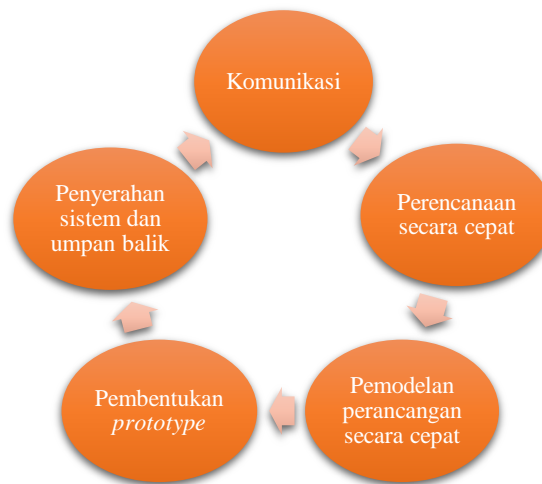 Komunikasi
Perencanaan
secara cepat
Pemodelan
perancangan
secara cepat
Pembentukan
prototype
Penyerahan
sistem dan
umpan balik